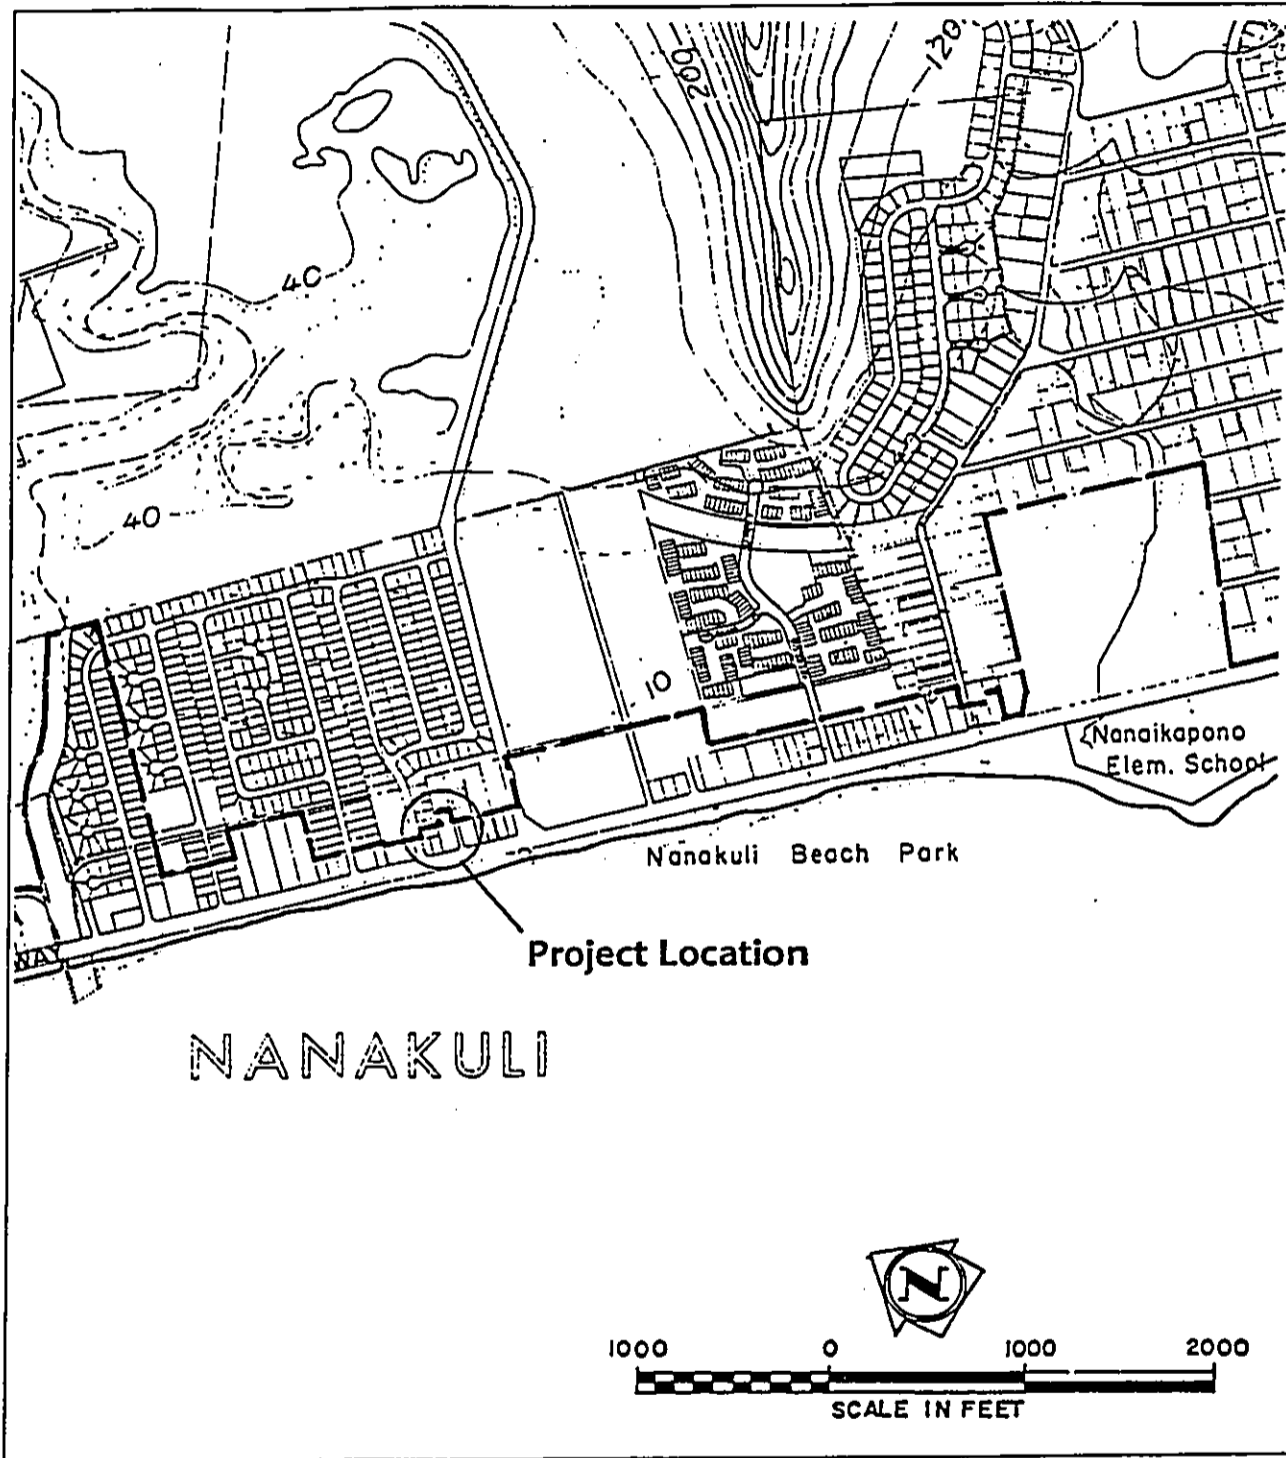 120
200
40
40
10
Nanaikapono
Elem. School
Nanakuli Beach Park
WAY
Project Location
NANAKULI
N
1000 0 1000 2000
SCALE IN FEET